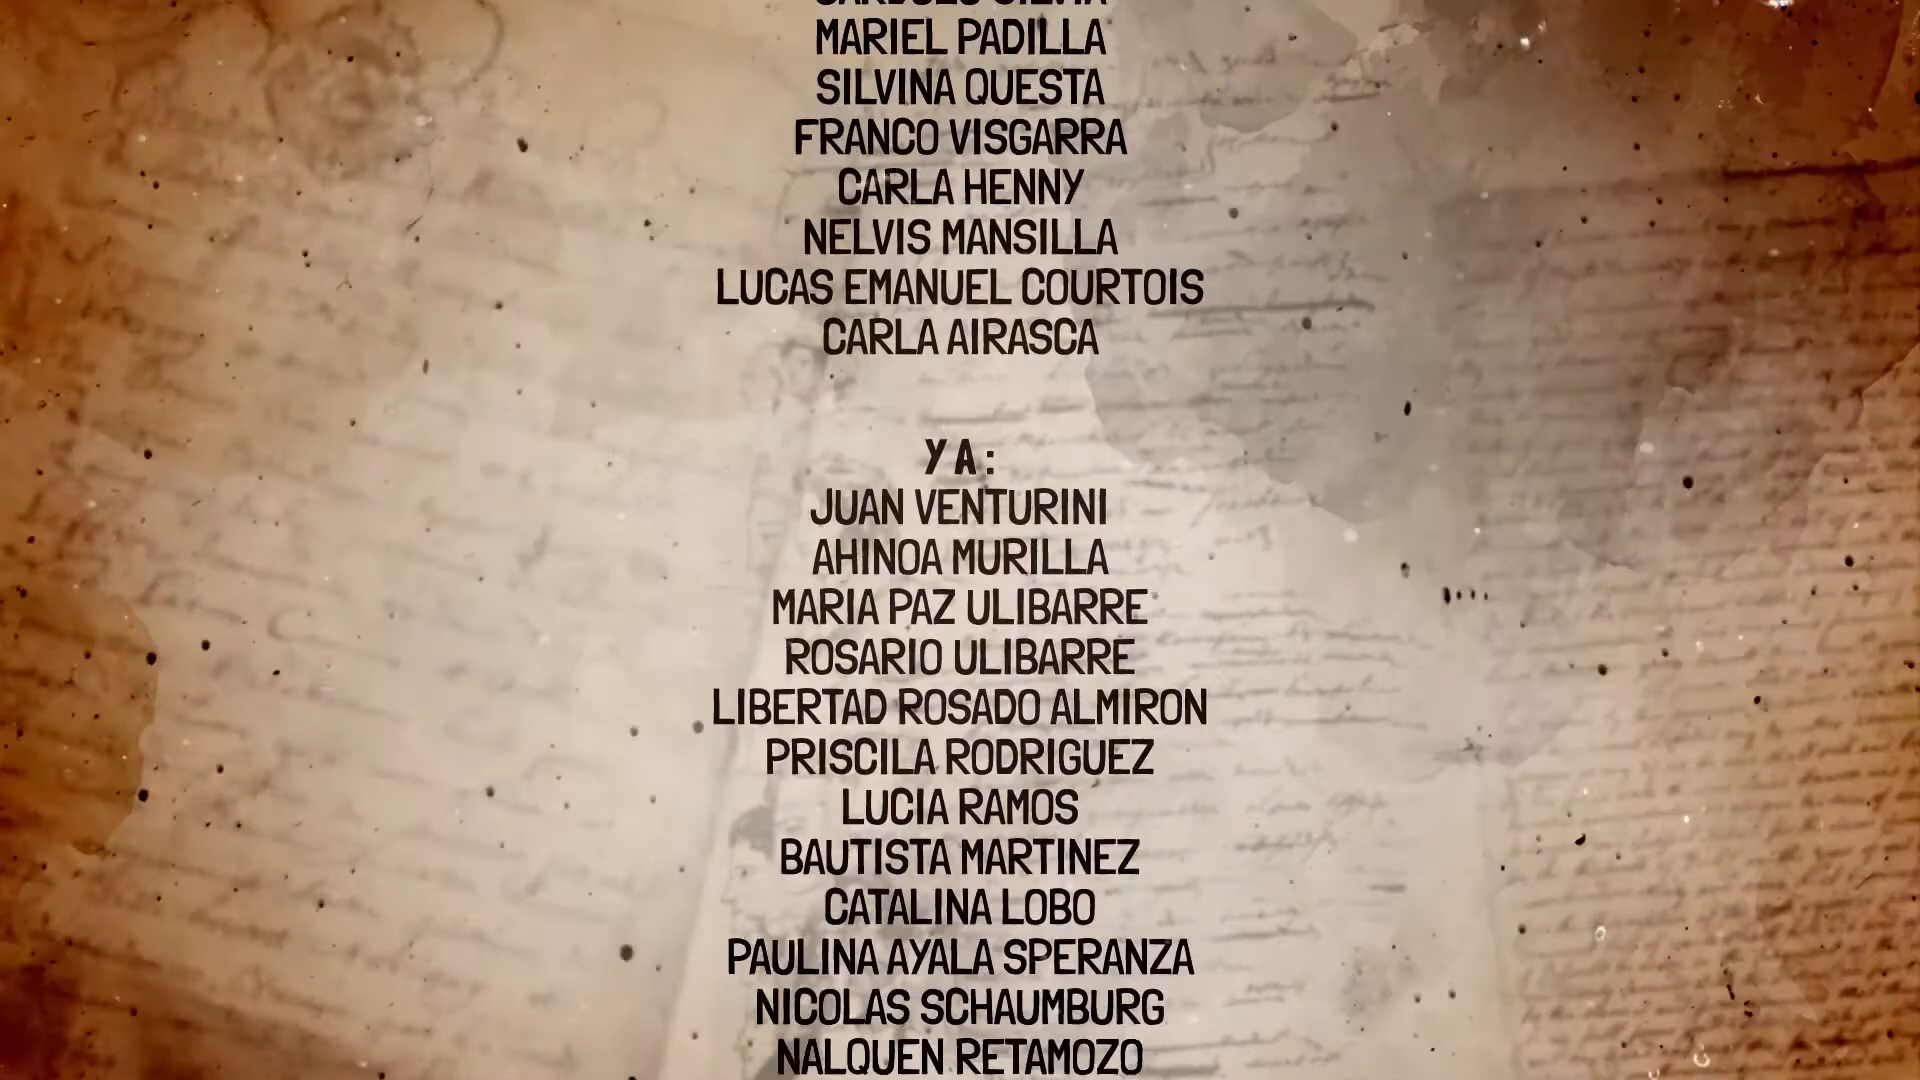 MARIEL PADILLA
SILVINA QUESTA
FRANCO VISGARRA
CARLA HENNY
NELVIS MANSILLA
LUCAS EMANUEL COURTOIS
CARLA AIRASCA
Y A :
JUAN VENTURINI
AHINOA MURILLA
MARIA PAZ ULIBARRE
ROSARIO ULIBARRE
LIBERTAD ROSADO ALMIRON
PRISCILA RODRIGUEZ
LUCIA RAMOS
BAUTISTA MARTINEZ
CATALINA LOBO
PAULINA AYALA SPERANZA
NICOLAS SCHAUMBURG
NALQUEN RETAMOZO